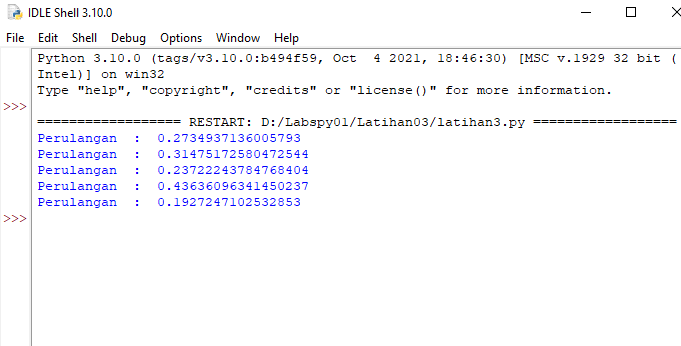 IDLE Shell 3.10.0
File Edit Shell Debug Options Window Help
Python 3.10.0 (tags/v3.10.0:b494f59, Oct  4 2021, 18:46:30) [MSC v.1929 32 bit (
Intel)] on win32
Type "help", "copyright", "credits" or "license()" for more information.
>>>
================== RESTART: D:/Labspy01/Latihan03/latihan3.py ==================
Perulangan  :  0.2734937136005793
Perulangan  :  0.31475172580472544
Perulangan  :  0.23722243784768404
Perulangan  :  0.43636096341450237
Perulangan  :  0.1927247102532853
>>>